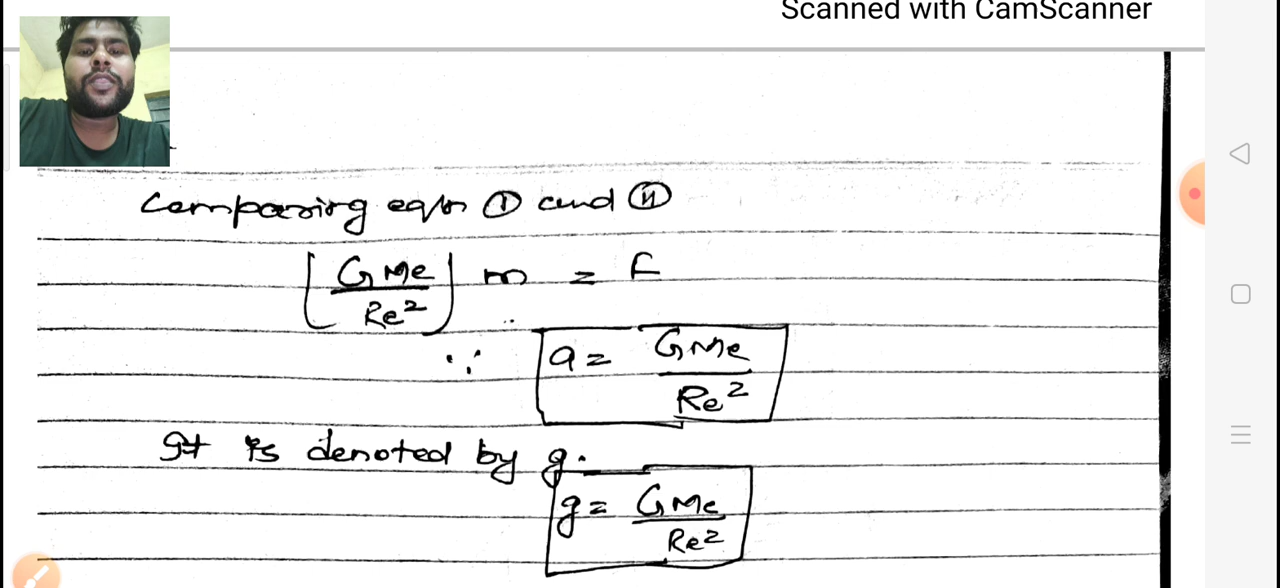 Scanned with CamScanner
Comparing eqn ① and ⑪
[GMe/Re²] m = F
∵ a = GMe/Re²
It is denoted by g.
g = GMe/Re²